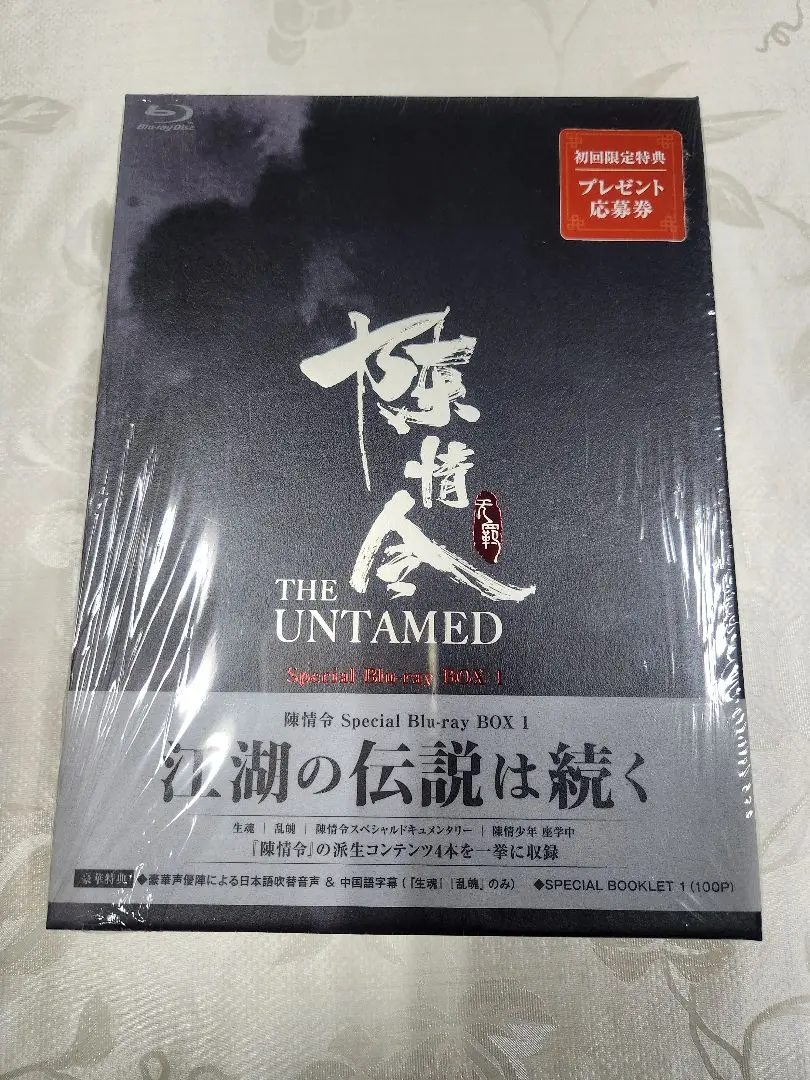 Blu-ray Disc
初回限定特典
プレゼント
応募券
陳
情
令
无羁
THE
UNTAMED
Special Blu-ray BOX 1
陳情令 Special Blu-ray BOX 1
江湖の伝説は続く
生魂 | 乱魄 | 陳情令スペシャルドキュメンタリー | 陳情少年 座学中
『陳情令』の派生コンテンツ4本を一挙に収録
豪華特典 ◆豪華声優陣による日本語吹替音声 & 中国語字幕(「生魂」「乱魄」のみ) ◆SPECIAL BOOKLET 1 (100P)